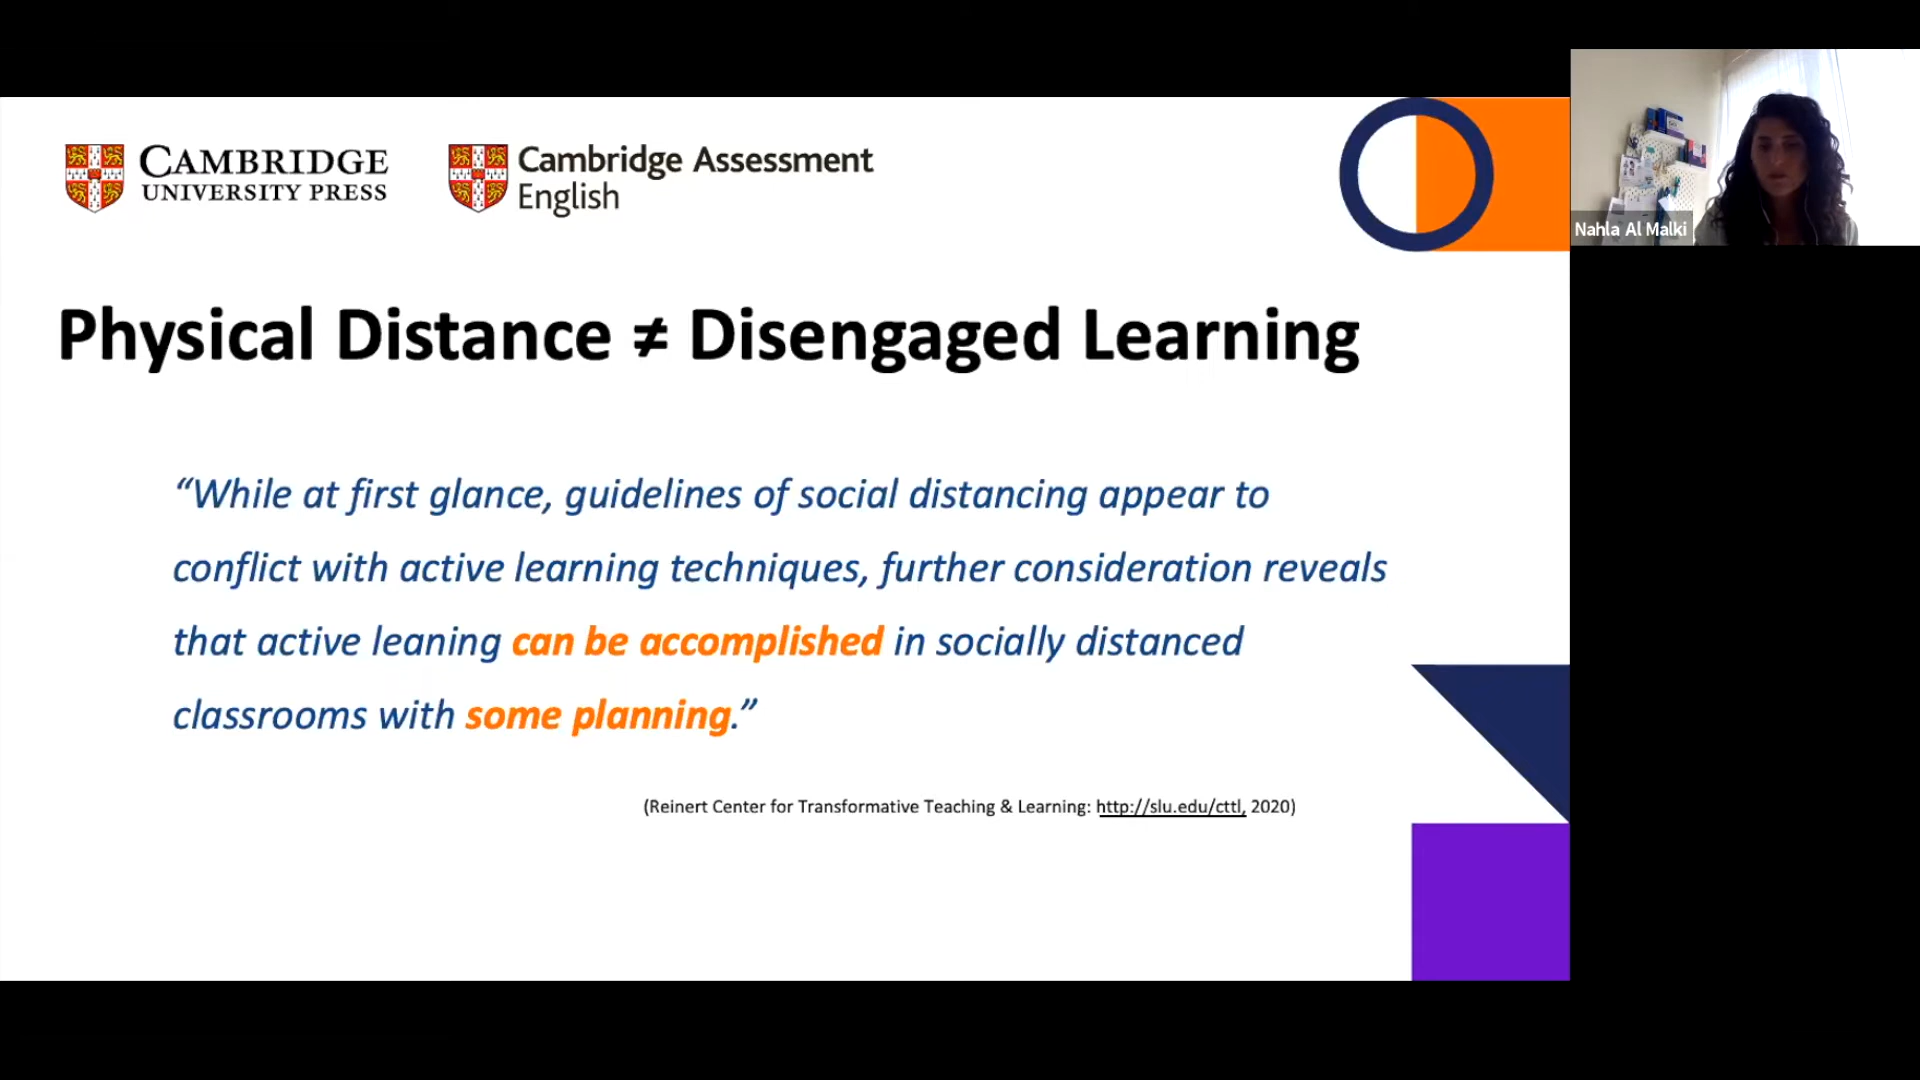 CAMBRIDGE
UNIVERSITY PRESS
Cambridge Assessment
English
Nahla Al Malki
Physical Distance ≠ Disengaged Learning
“While at first glance, guidelines of social distancing appear to
conflict with active learning techniques, further consideration reveals
that active leaning can be accomplished in socially distanced
classrooms with some planning.”
(Reinert Center for Transformative Teaching & Learning: http://slu.edu/cttl, 2020)